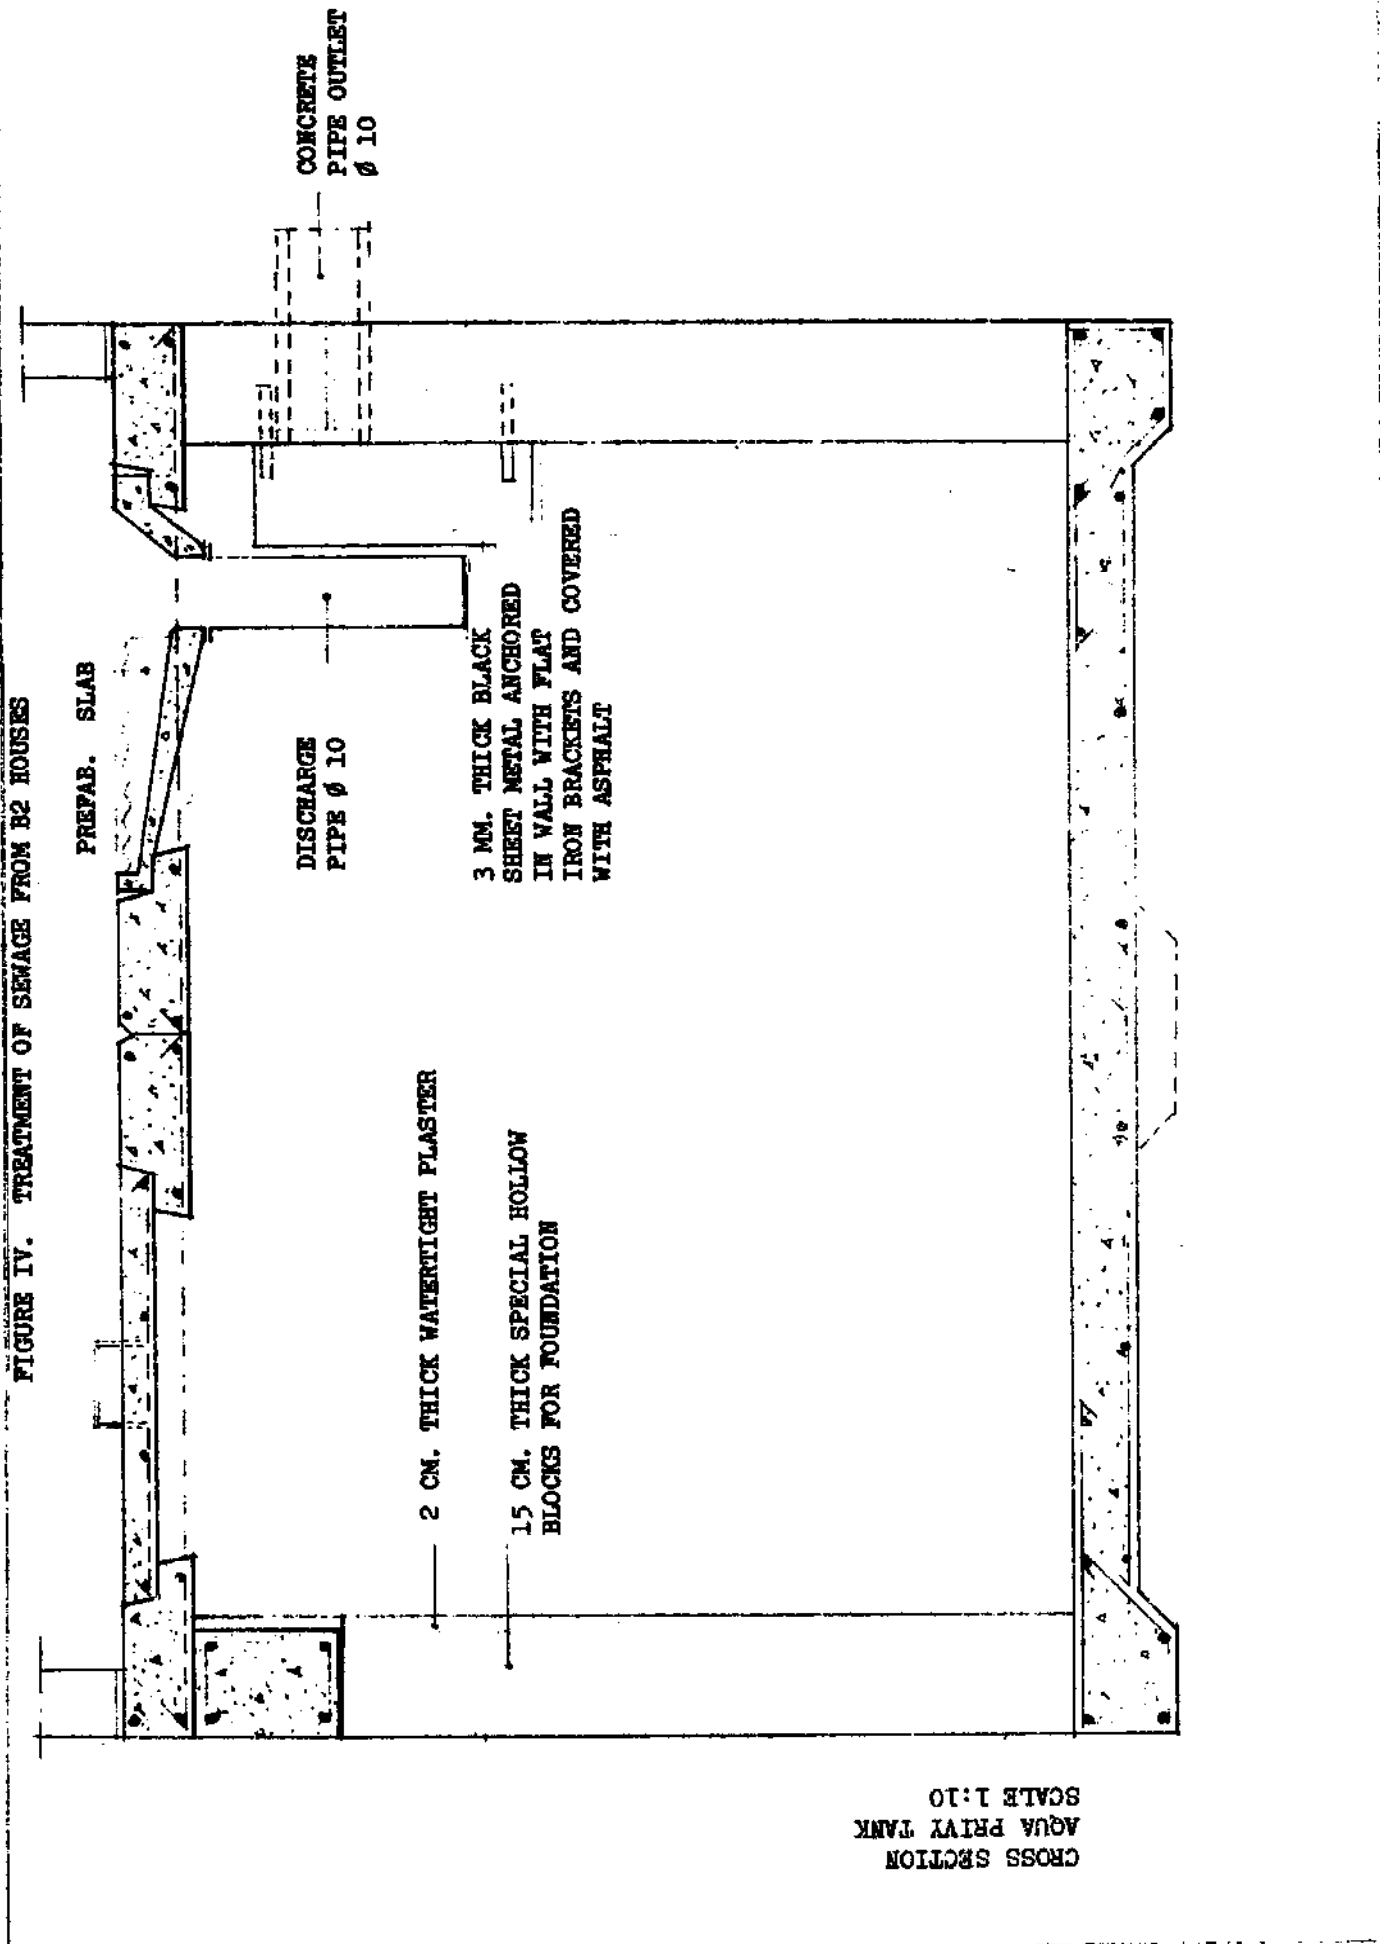 FIGURE IV. TREATMENT OF SEWAGE FROM B2 HOUSES
PREFAB. SLAB
CONCRETE
PIPE OUTLET
Ø 10
DISCHARGE
PIPE Ø 10
3 MM. THICK BLACK
SHEET METAL ANCHORED
IN WALL WITH FLAT
IRON BRACKETS AND COVERED
WITH ASPHALT
2 CM. THICK WATERTIGHT PLASTER
15 CM. THICK SPECIAL HOLLOW
BLOCKS FOR FOUNDATION
CROSS SECTION
AQUA PRIVY TANK
SCALE 1:10